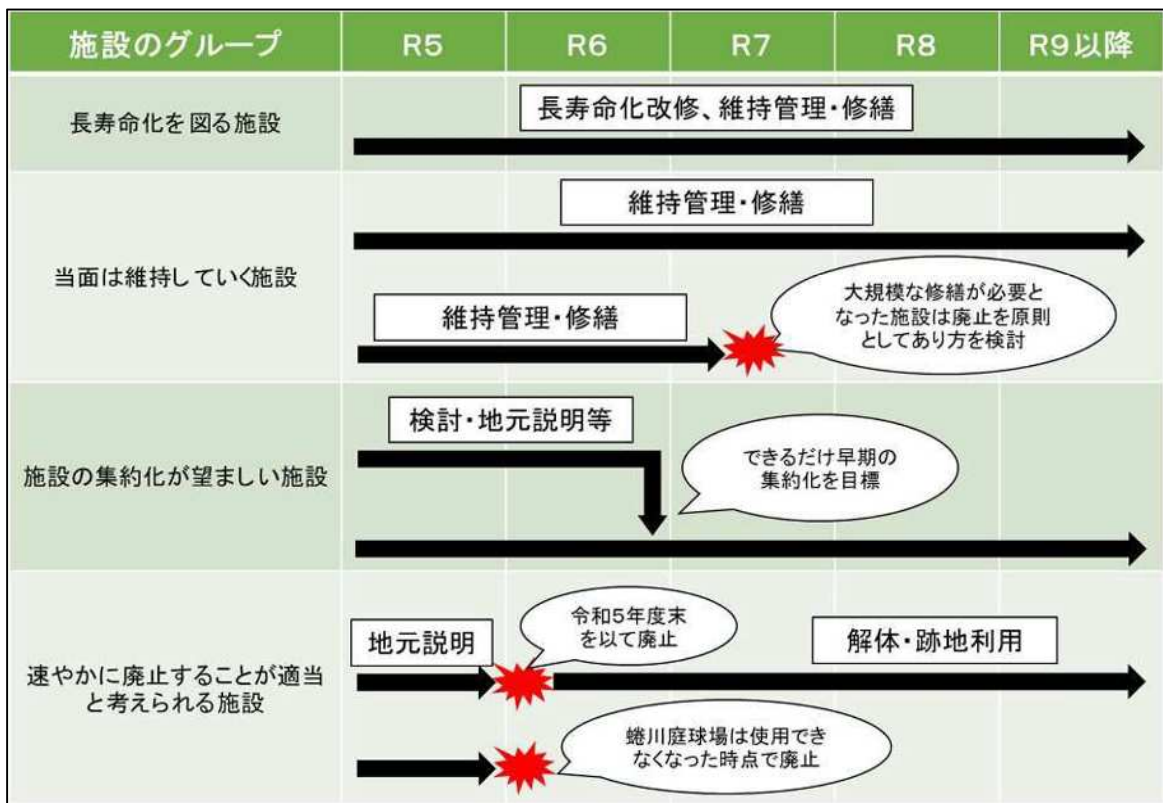 施設のグループ R5 R6 R7 R8 R9以降
長寿命化を図る施設
長寿命化改修、維持管理・修繕
当面は維持していく施設
維持管理・修繕
維持管理・修繕
大規模な修繕が必要と
なった施設は廃止を原則
としてあり方を検討
施設の集約化が望ましい施設
検討・地元説明等
できるだけ早期の
集約化を目標
速やかに廃止することが適当
と考えられる施設
地元説明
令和5年度末
を以て廃止
解体・跡地利用
蜷川庭球場は使用でき
なくなった時点で廃止